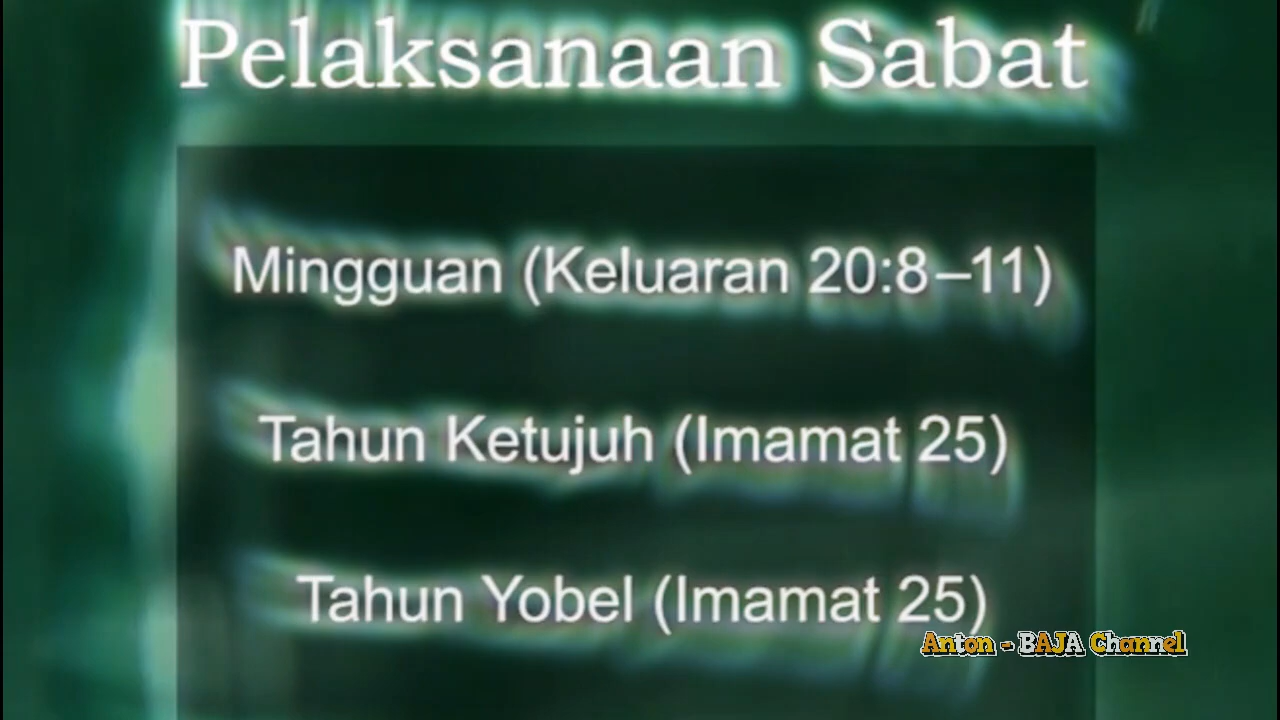 Pelaksanaan Sabat
Mingguan (Keluaran 20:8–11)
Tahun Ketujuh (Imamat 25)
Tahun Yobel (Imamat 25)
Anton - BAJA Channel